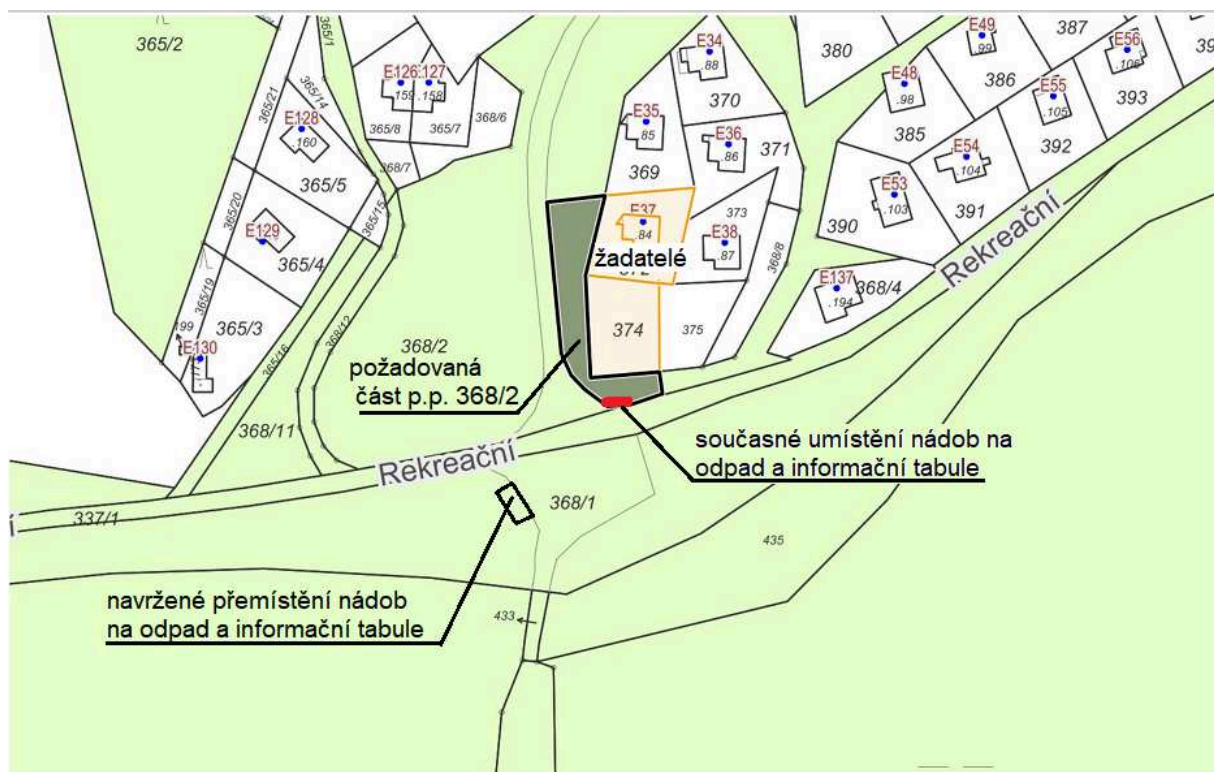 365/2
365/1
E34
.88
380
387
E49
.99
E56
.106
386
E48
.98
E55
.105
393
E126
E127
.159
.158
365/21
365/14
370
E35
.85
E128
.160
365/8
365/7
368/6
385
392
E36
.86
371
E54
.104
368/7
369
365/5
E53
.103
391
390
365/20
365/15
E37
.84
373
E38
.87
E129
365/4
žadatelé
372
368/8
Rekreační
365/19
E137
.194
368/4
199
365/3
368/12
374
375
E130
365/16
368/2
požadovaná
část p.p. 368/2
368/11
současné umístění nádob na
odpad a informační tabule
Rekreační
368/1
337/1
í
435
navržené přemístění nádob
na odpad a informační tabule
433